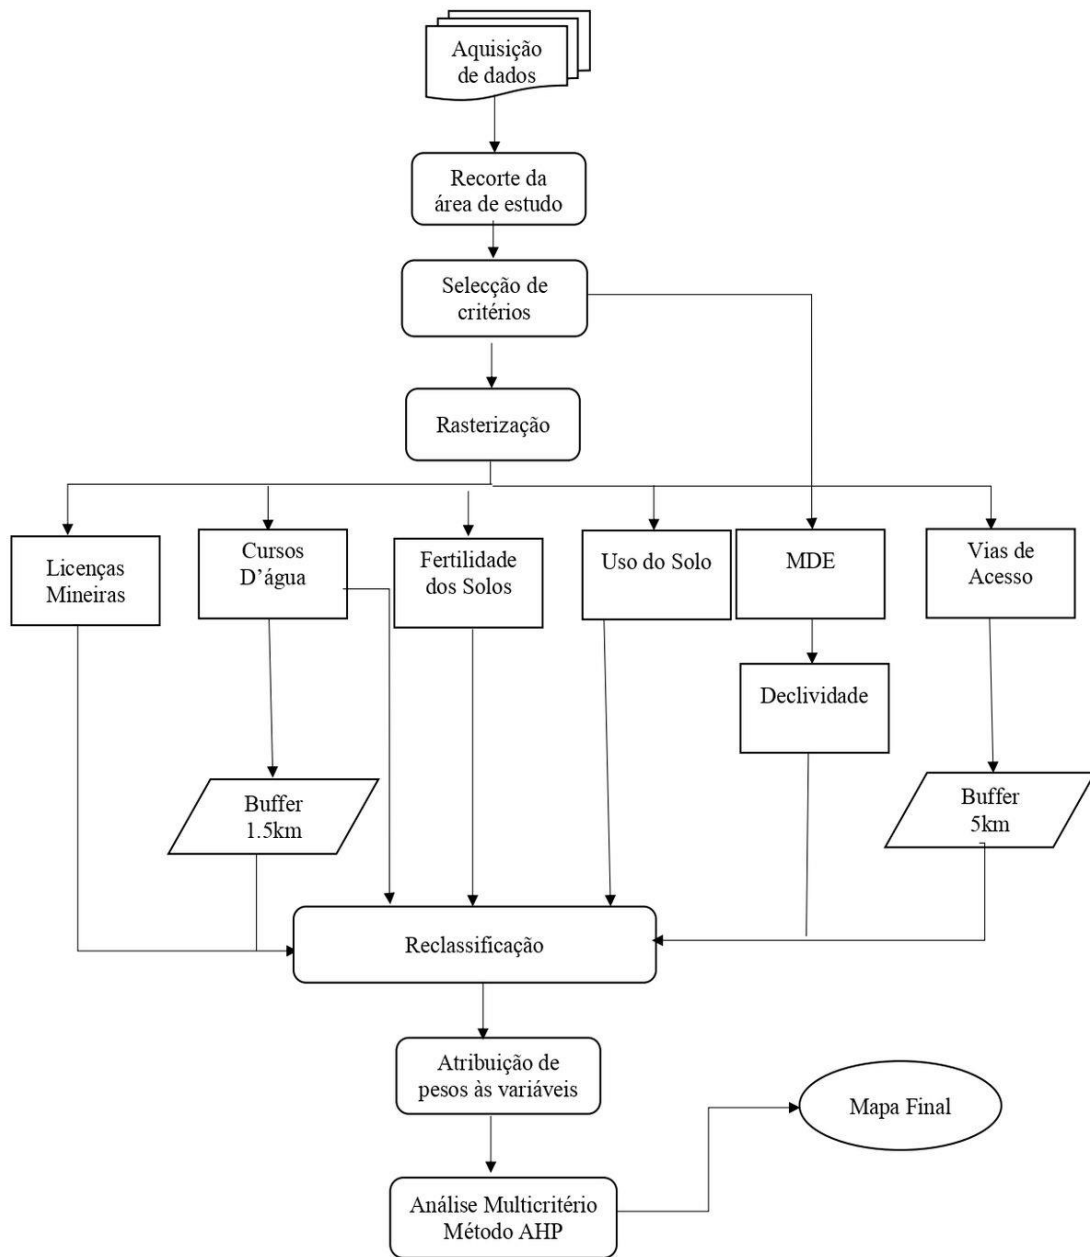 Aquisição
de dados
Recorte da
área de estudo
Selecção de
critérios
Rasterização
Licenças
Mineiras
Cursos
D’água
Fertilidade
dos Solos
Uso do Solo
MDE
Vias de
Acesso
Declividade
Buffer
1.5km
Buffer
5km
Reclassificação
Atribuição de
pesos às variáveis
Mapa Final
Análise Multicritério
Método AHP